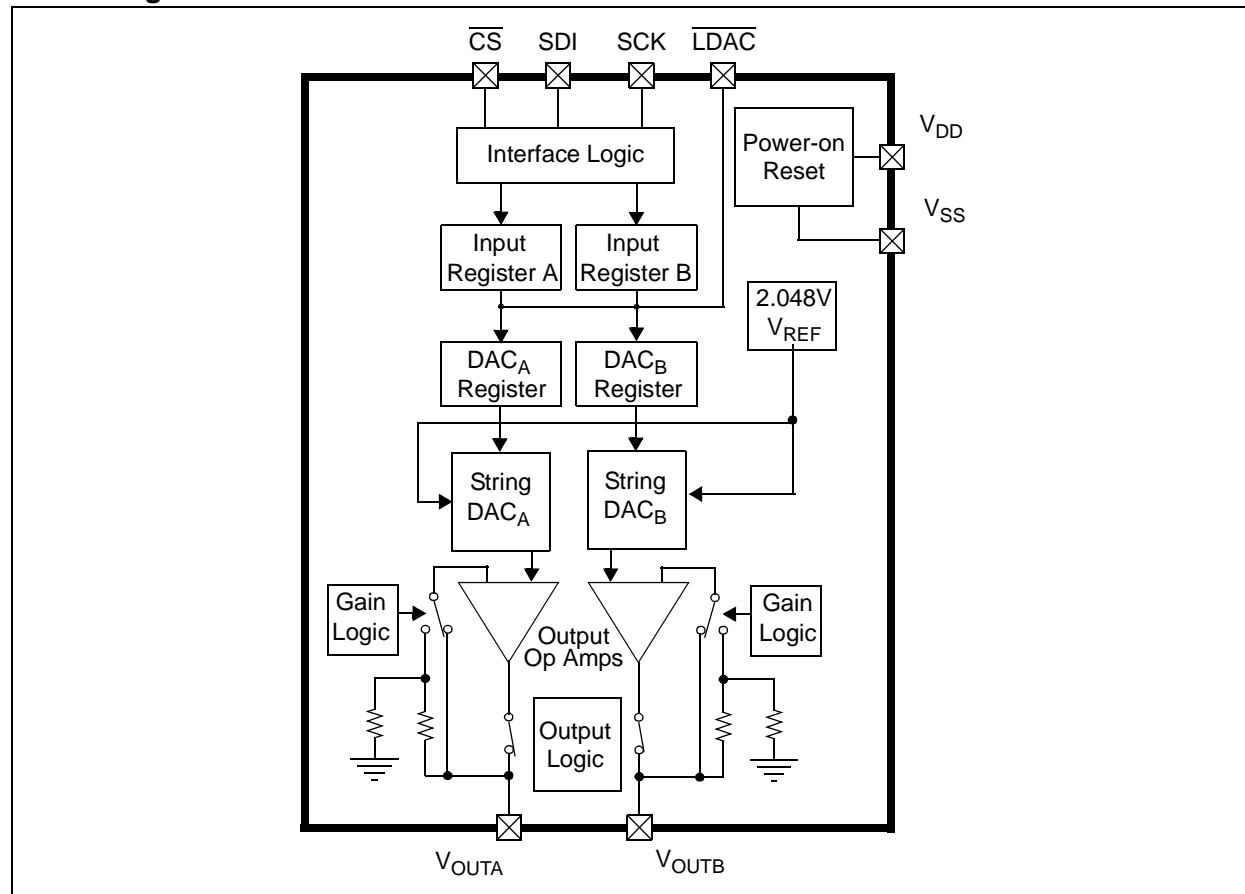 CS SDI SCK LDAC
VDD
Power-on
Reset
Interface Logic
VSS
Input
Register A
Input
Register B
2.048V
VREF
DACA
Register
DACB
Register
String
DACA
String
DACB
Gain
Logic
Output
Op Amps
Gain
Logic
Output
Logic
VOUTA
VOUTB